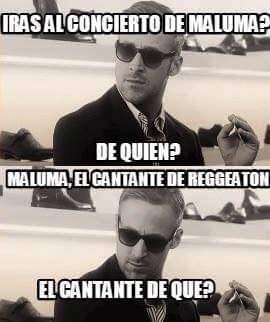 IRAS AL CONCIERTO DE MALUMA?
DE QUIEN?
MALUMA, EL CANTANTE DE REGGEATON
EL CANTANTE DE QUE?